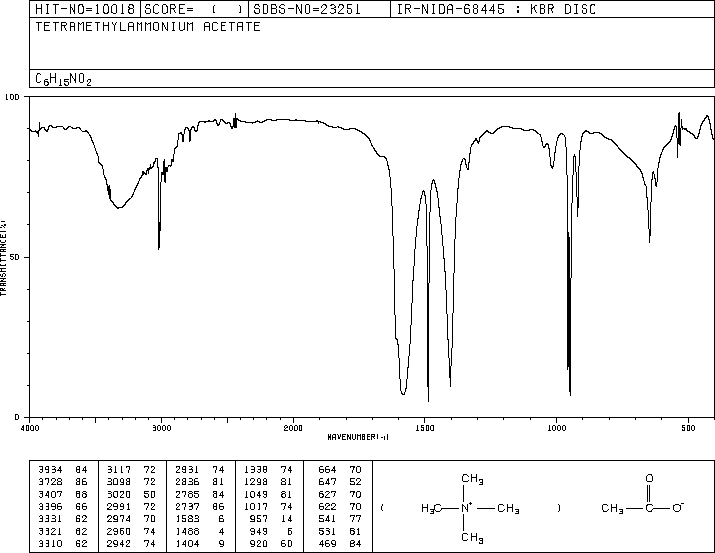 HIT-NO=10018 SCORE= ( ) SDBS-NO=23251 IR-NIDA-68445 : KBR DISC
TETRAMETHYLAMMONIUM ACETATE
C6H15NO2
100
50
0
TRANSMITTANCE(%)
4000 3000 2000 1500 1000 500
WAVENUMBER(-1)
3934 84 3117 72 2931 74 1338 74 664 70
3728 86 3098 72 2836 81 1298 81 647 52
3407 68 3020 50 2785 84 1049 81 627 70
3396 66 2991 72 2737 86 1017 74 622 70
3331 62 2974 70 1583 6 957 14 541 77
3321 62 2960 74 1488 4 949 6 531 81
3310 62 2942 74 1404 9 920 60 469 84
CH3
H3C N+ CH3
CH3
CH3
( )
O
CH3 C O-